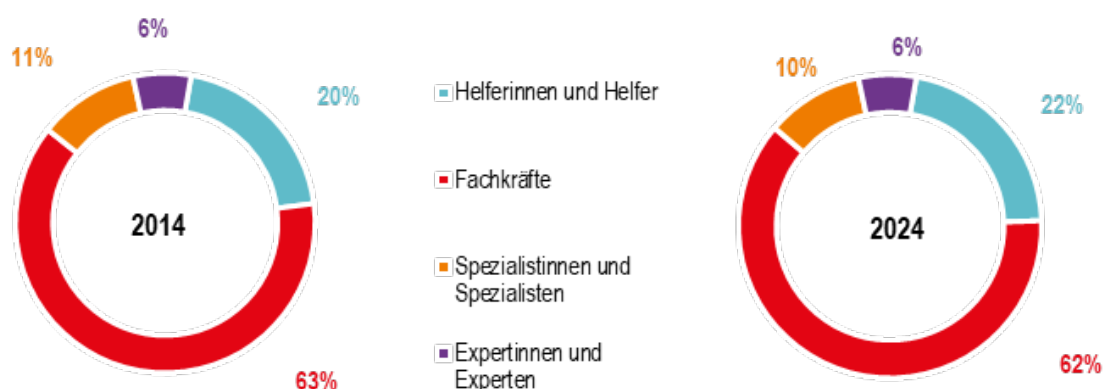 6%
11%
20%
2014
63%
Helferinnen und Helfer
Fachkräfte
Spezialistinnen und
Spezialisten
Expertinnen und
Experten
6%
10%
22%
2024
62%